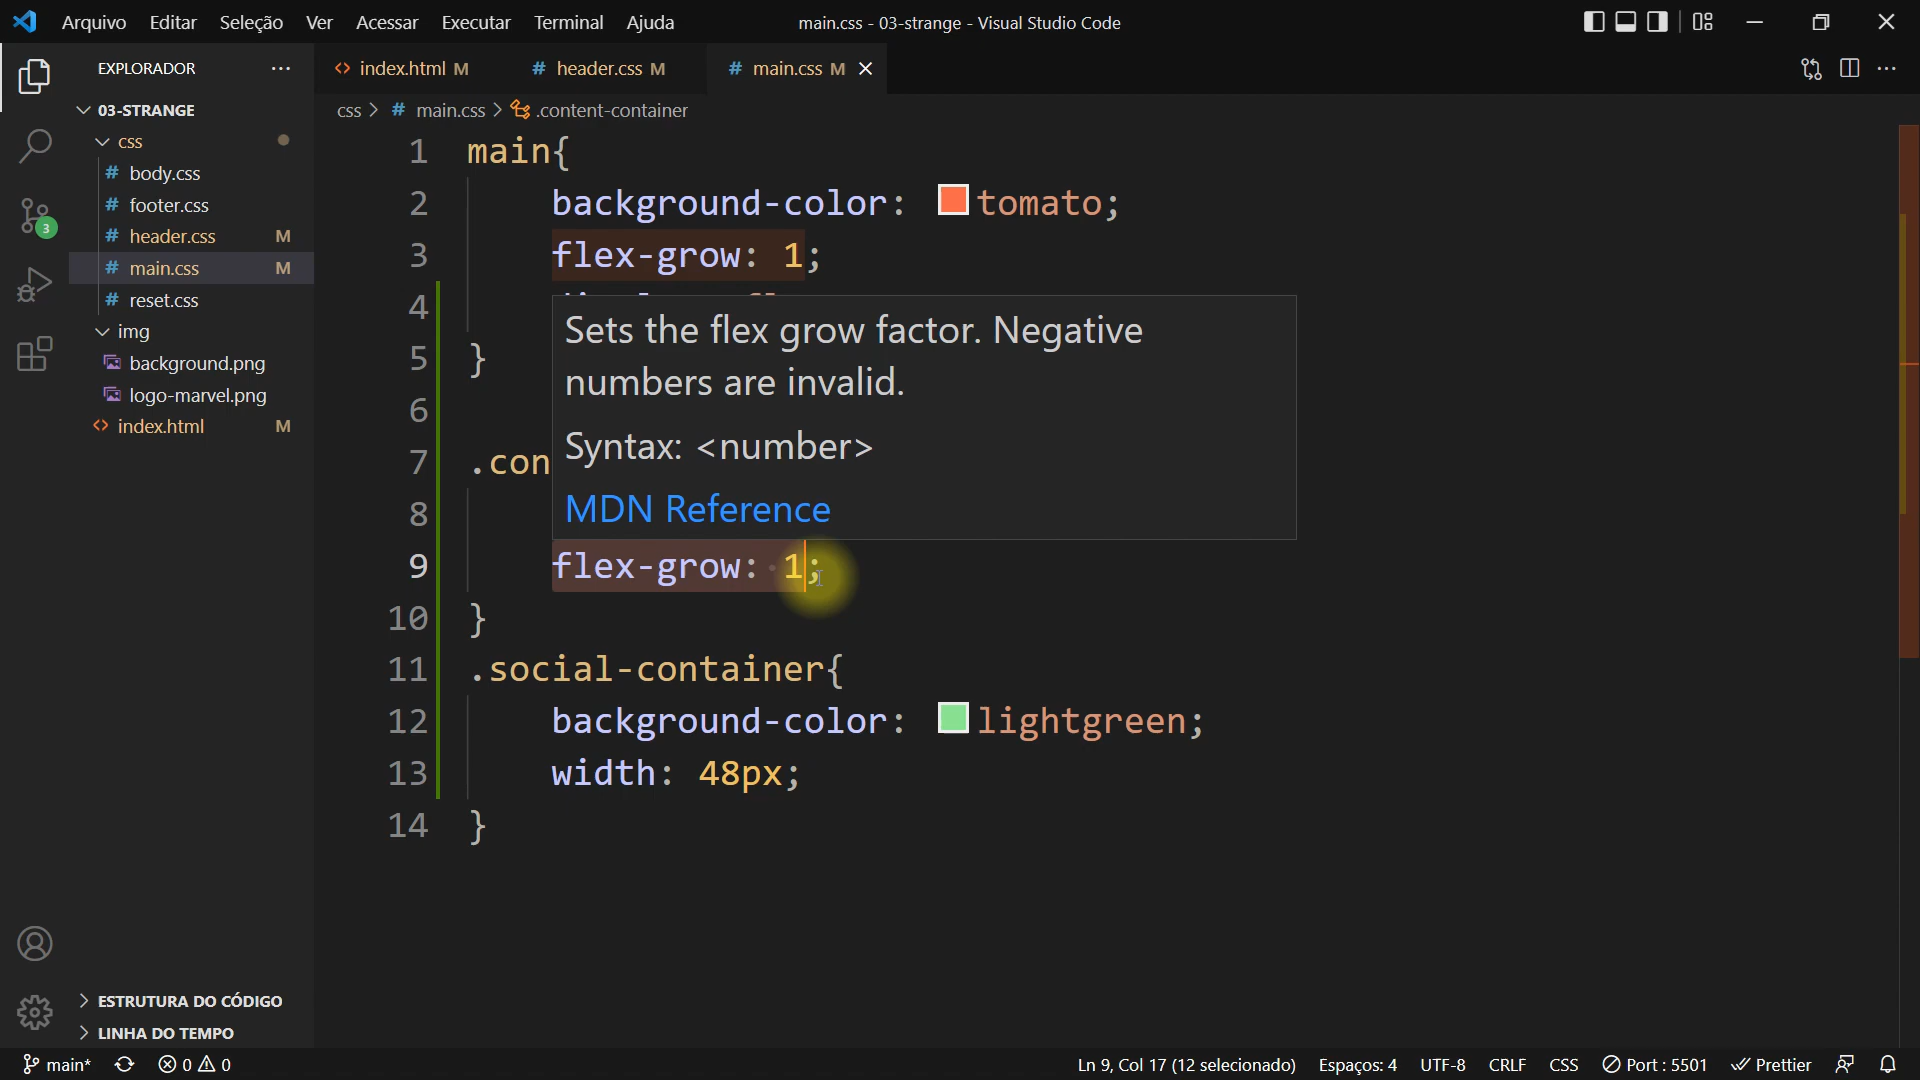 Arquivo Editar Seleção Ver Acessar Executar Terminal Ajuda main.css - 03-strange - Visual Studio Code
EXPLORADOR ···
03-STRANGE
css
# body.css
# footer.css
# header.css M
# main.css M
# reset.css
img
background.png
logo-marvel.png
<> index.html M
3
ESTRUTURA DO CÓDIGO
LINHA DO TEMPO
<> index.html M # header.css M # main.css M
css > # main.css > .content-container
1 main{
2 background-color: tomato;
3 flex-grow: 1;
4
5 }
6
7 .con
8
9 flex-grow: 1;
10 }
11 .social-container{
12 background-color: lightgreen;
13 width: 48px;
14 }
Sets the flex grow factor. Negative
numbers are invalid.
Syntax: <number>
MDN Reference
main* 0 0 Ln 9, Col 17 (12 selecionado) Espaços: 4 UTF-8 CRLF CSS Port : 5501 Prettier